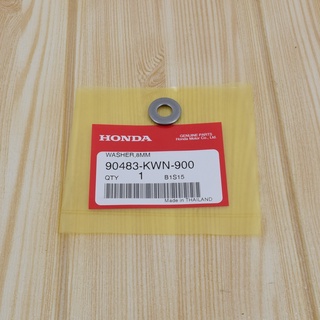 HONDA
GENUINE PARTS
Honda Motor Co., Ltd.
WASHER,8MM
90483-KWN-900
QTY 1 B1S15
Made in THAILAND